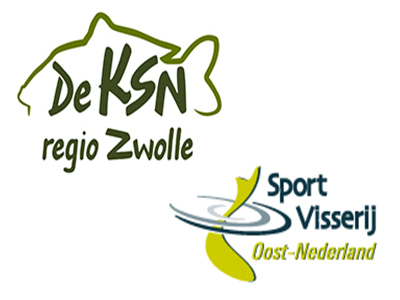 De KSN
regio Zwolle
Sport
Visserij
Oost-Nederland